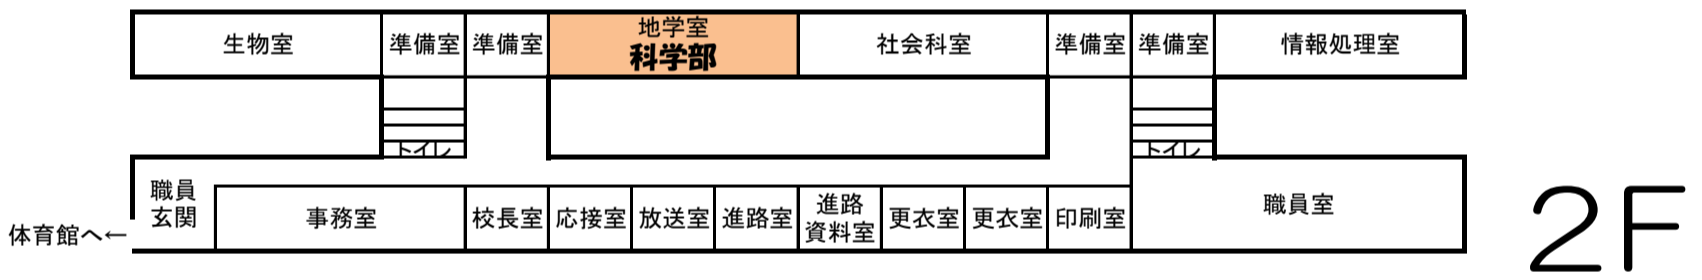 生物室
準備室
準備室
地学室
科学部
社会科室
準備室
準備室
情報処理室
トイレ
トイレ
職員
玄関
事務室
校長室
応接室
放送室
進路室
進路
資料室
更衣室
更衣室
印刷室
職員室
体育館へ←
2F